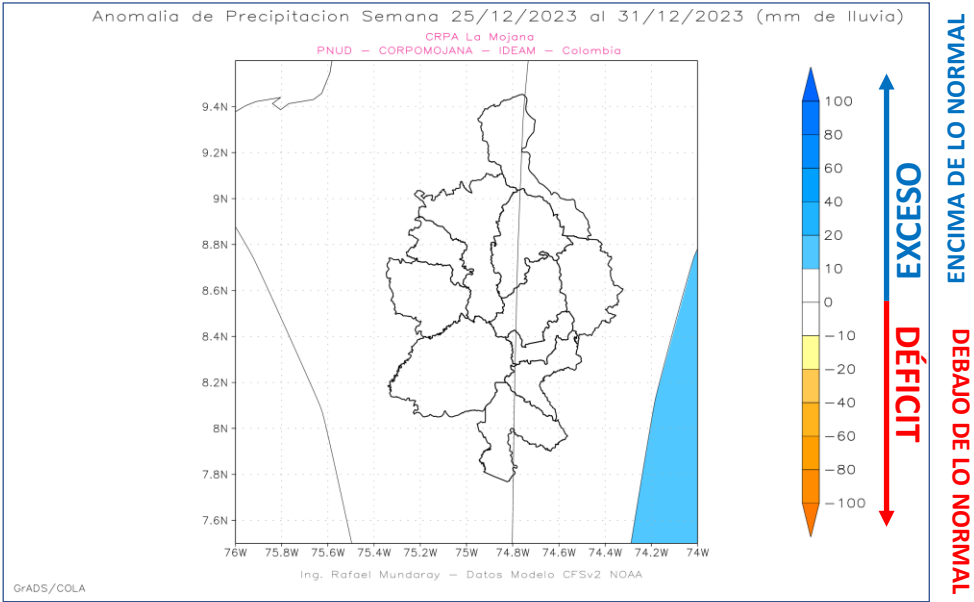 Anomalia de Precipitacion Semana 25/12/2023 al 31/12/2023 (mm de lluvia)
CRPA La Mojana
PNUD – CORPOMOJANA – IDEAM – Colombia
9.4N
9.2N
9N
8.8N
8.6N
8.4N
8.2N
8N
7.8N
7.6N
76W 75.8W 75.6W 75.4W 75.2W 75W 74.8W 74.6W 74.4W 74.2W 74W
Ing. Rafael Mundaray – Datos Modelo CFSv2 NOAA
GrADS/COLA
100
80
60
40
20
10
0
−10
−20
−40
−60
−80
−100
EXCESO
DÉFICIT
ENCIMA DE LO NORMAL
DEBAJO DE LO NORMAL